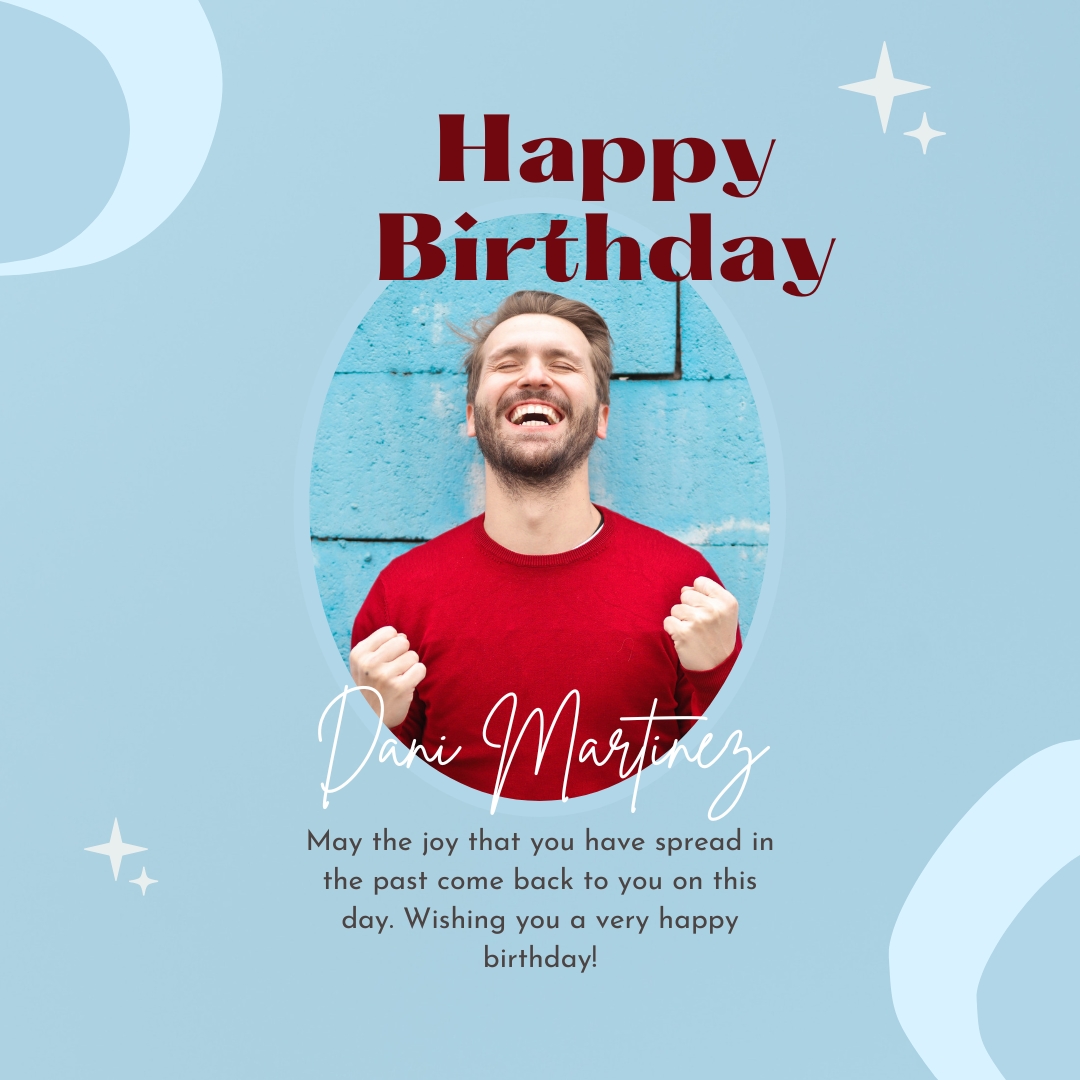 Happy
Birthday
Dani Martinez
May the joy that you have spread in
the past come back to you on this
day. Wishing you a very happy
birthday!